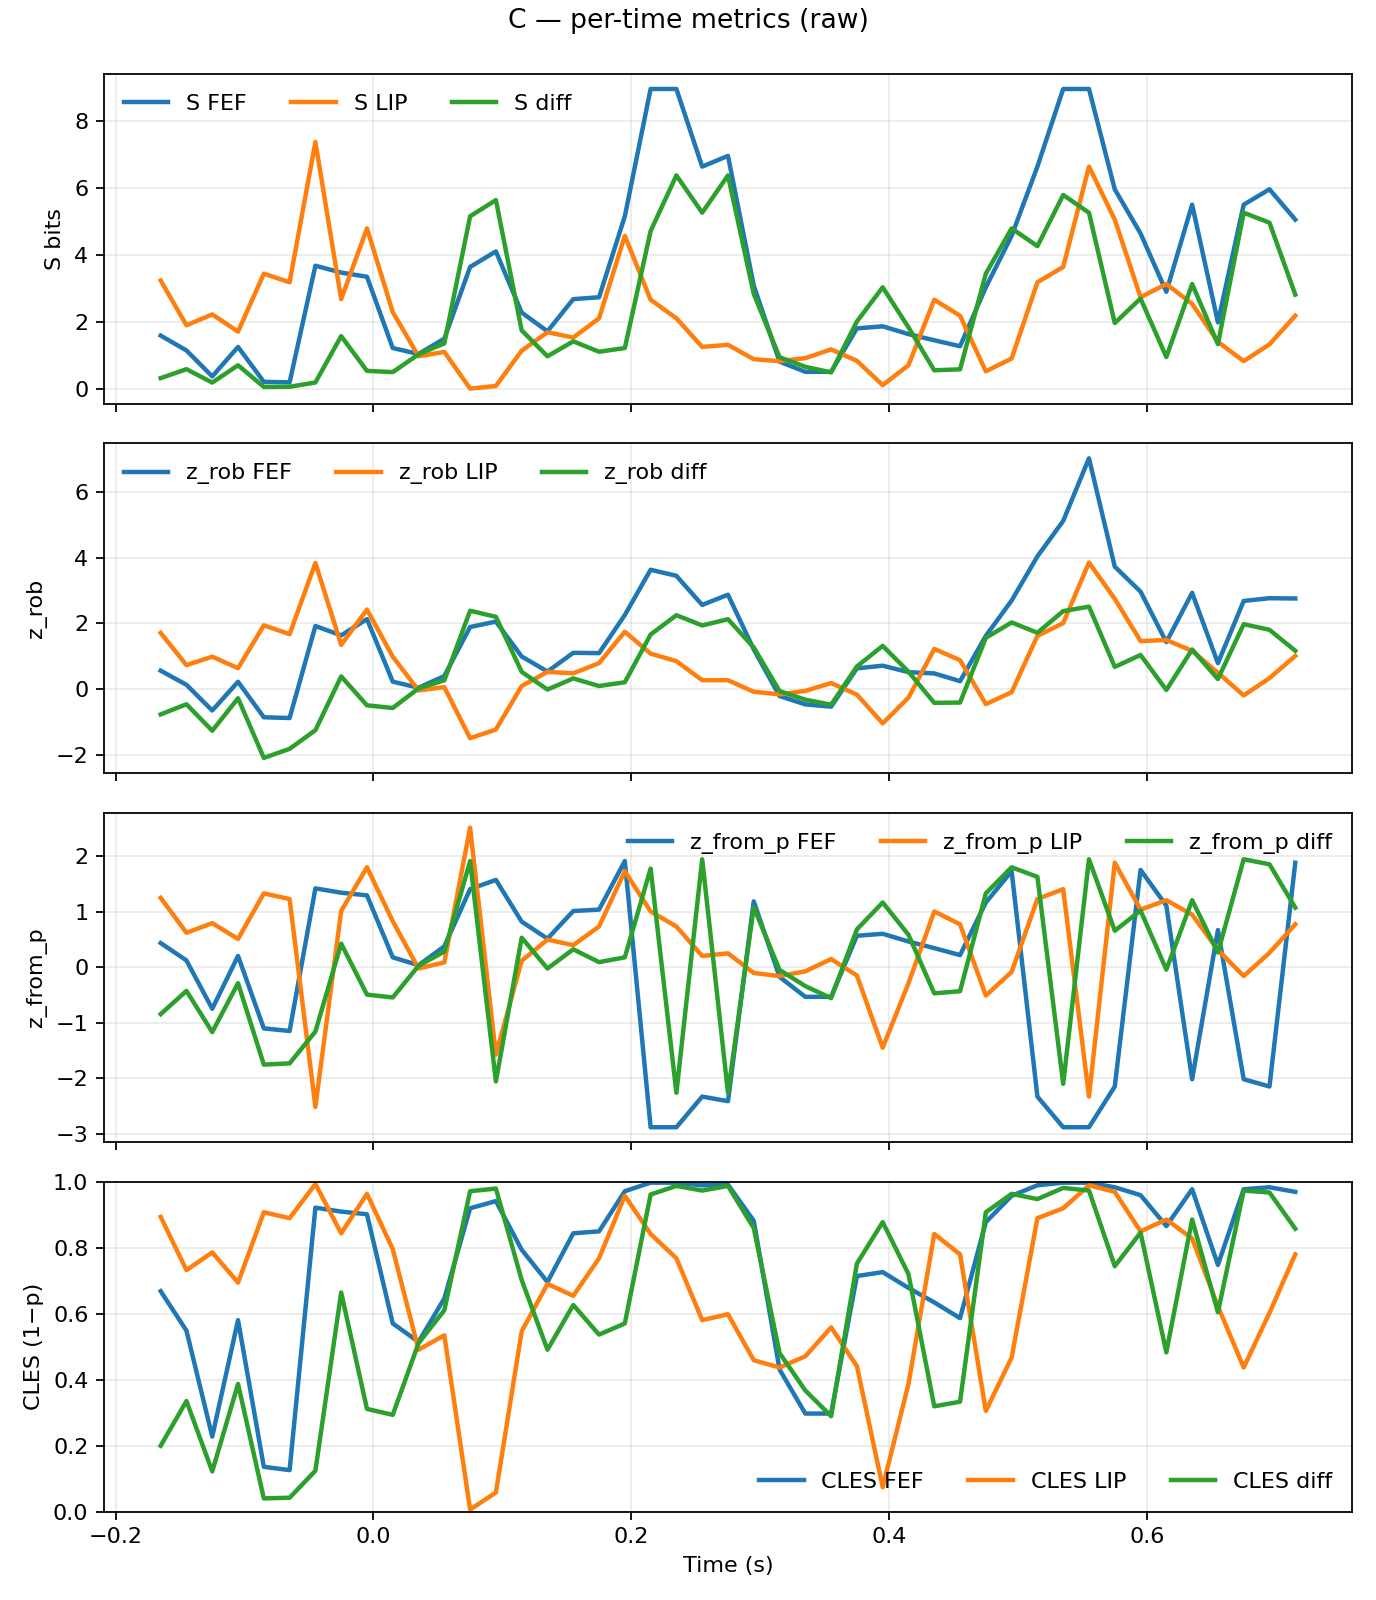 C — per-time metrics (raw)
S FEF S LIP S diff
8
6
4
2
0
S bits
z_rob FEF z_rob LIP z_rob diff
6
4
2
0
−2
z_rob
z_from_p FEF z_from_p LIP z_from_p diff
2
1
0
−1
−2
−3
z_from_p
1.0
0.8
0.6
0.4
0.2
0.0
CLES (1−p)
CLES FEF CLES LIP CLES diff
−0.2 0.0 0.2 0.4 0.6
Time (s)